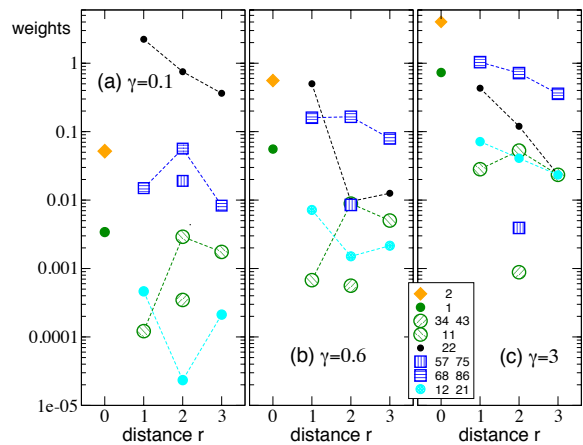 weights
1
0.1
0.01
0.001
0.0001
1e-05
(a) γ=0.1
(b) γ=0.6
(c) γ=3
2
1
34 43
11
22
57 75
68 86
12 21
0 1 2 3
0 1 2 3
0 1 2 3
distance r
distance r
distance r